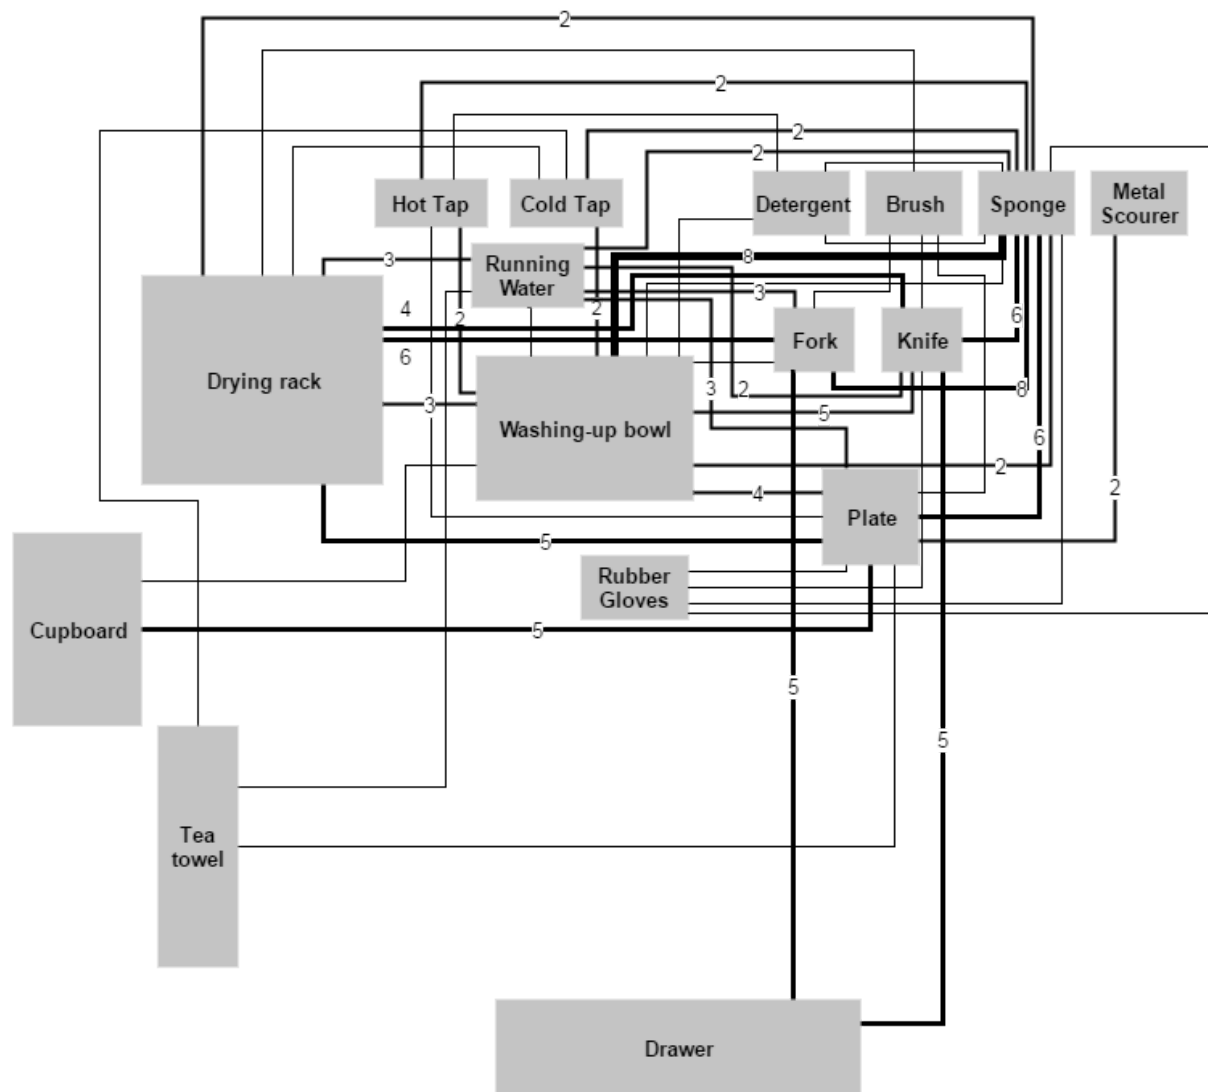 2
2
2
2
Hot Tap
Cold Tap
Detergent
Brush
Sponge
Metal
Scourer
3
Running
Water
8
3
4
2
2
6
6
Drying rack
Fork
Knife
3
3
2
8
5
Washing-up bowl
6
2
4
2
Plate
5
Rubber
Gloves
Cupboard
5
5
5
Tea
towel
Drawer